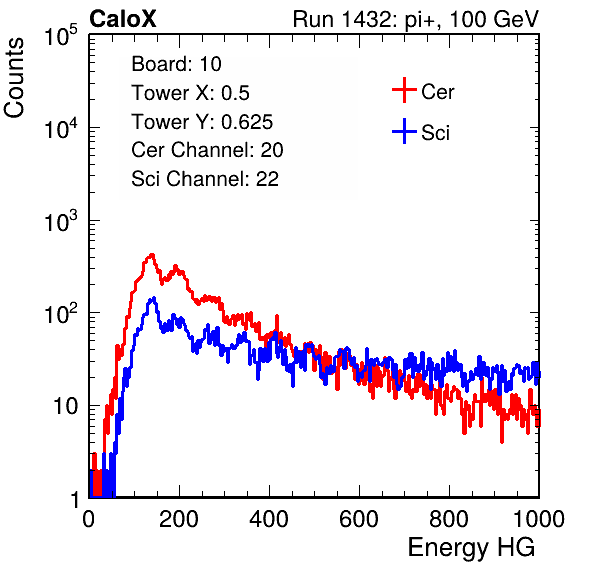 CaloX Run 1432: pi+, 100 GeV
Counts
Board: 10
Tower X: 0.5
Tower Y: 0.625
Cer Channel: 20
Sci Channel: 22
Cer
Sci
10^5
10^4
10^3
10^2
10
1
0 200 400 600 800 1000
Energy HG